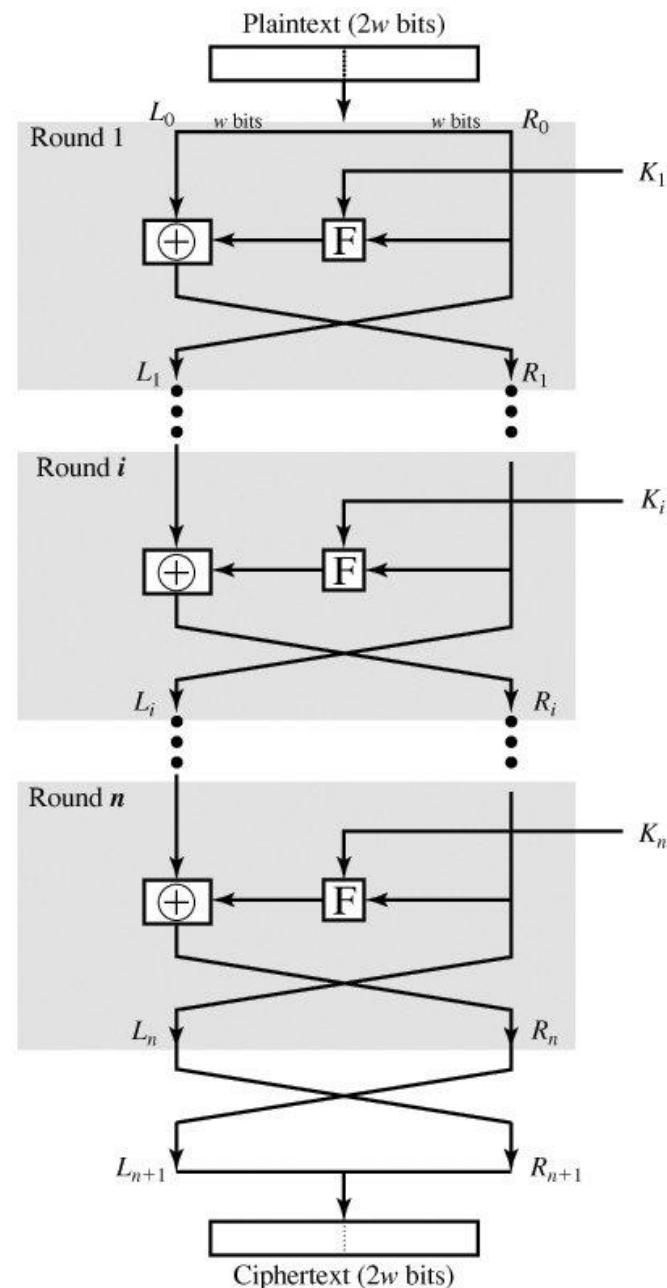 Plaintext (2w bits)
L₀ w bits w bits R₀
Round 1
K₁
+ F
L₁ R₁
Round i
Kᵢ
+ F
Lᵢ Rᵢ
Round n
Kₙ
+ F
Lₙ Rₙ
Lₙ₊₁ Rₙ₊₁
Ciphertext (2w bits)